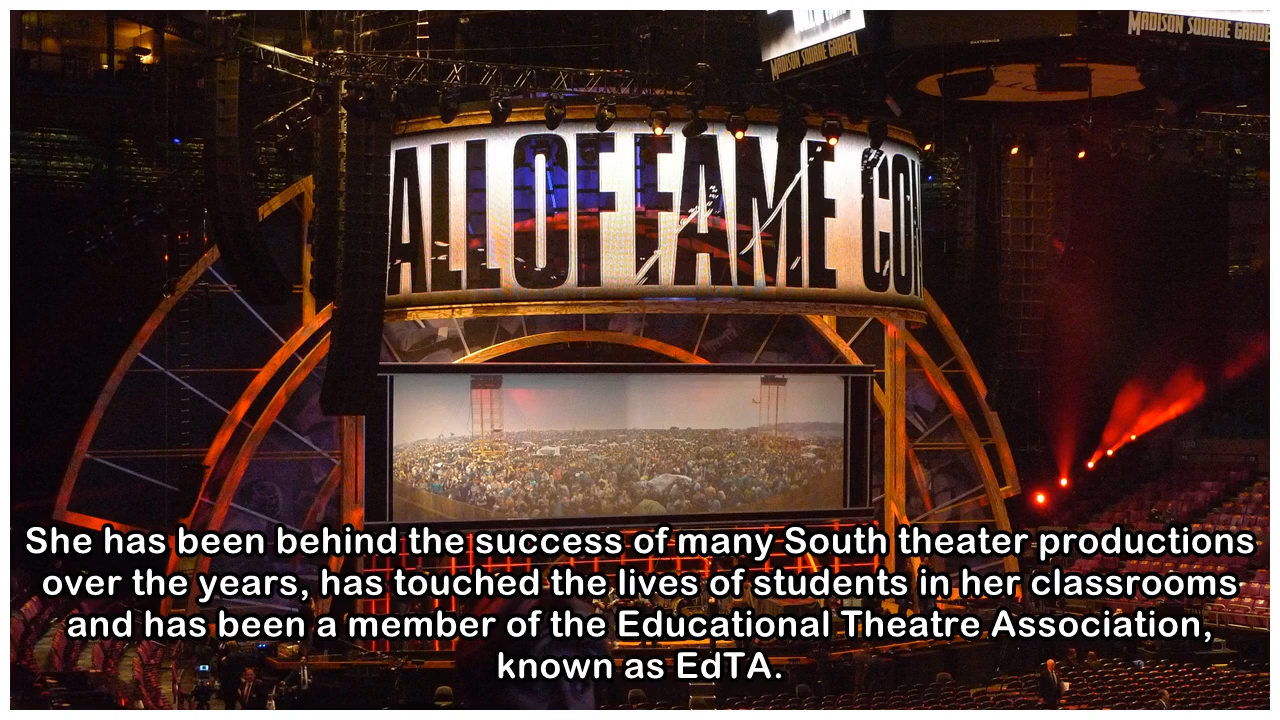 MADISON SQUARE GARDEN
MADISON SQUARE GARDE
ALL OF FAME CON
She has been behind the success of many South theater productions
over the years, has touched the lives of students in her classrooms
and has been a member of the Educational Theatre Association,
known as EdTA.